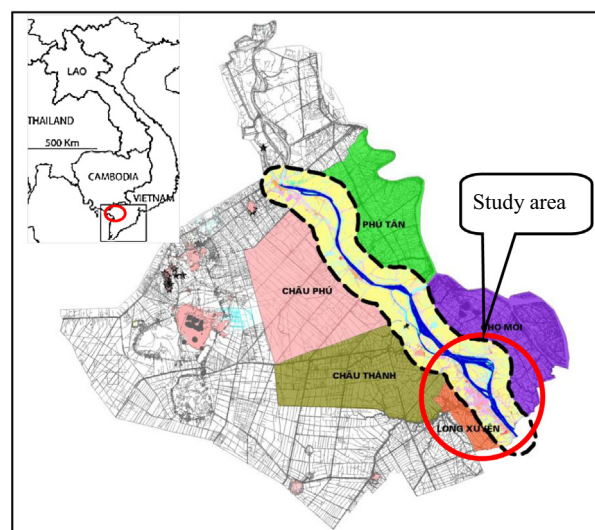 LAO
THAILAND
500 Km
CAMBODIA
VIETNAM
Study area
PHÚ TÂN
CHÂU PHÚ
CHỢ MỚI
CHÂU THÀNH
LONG XUYÊN